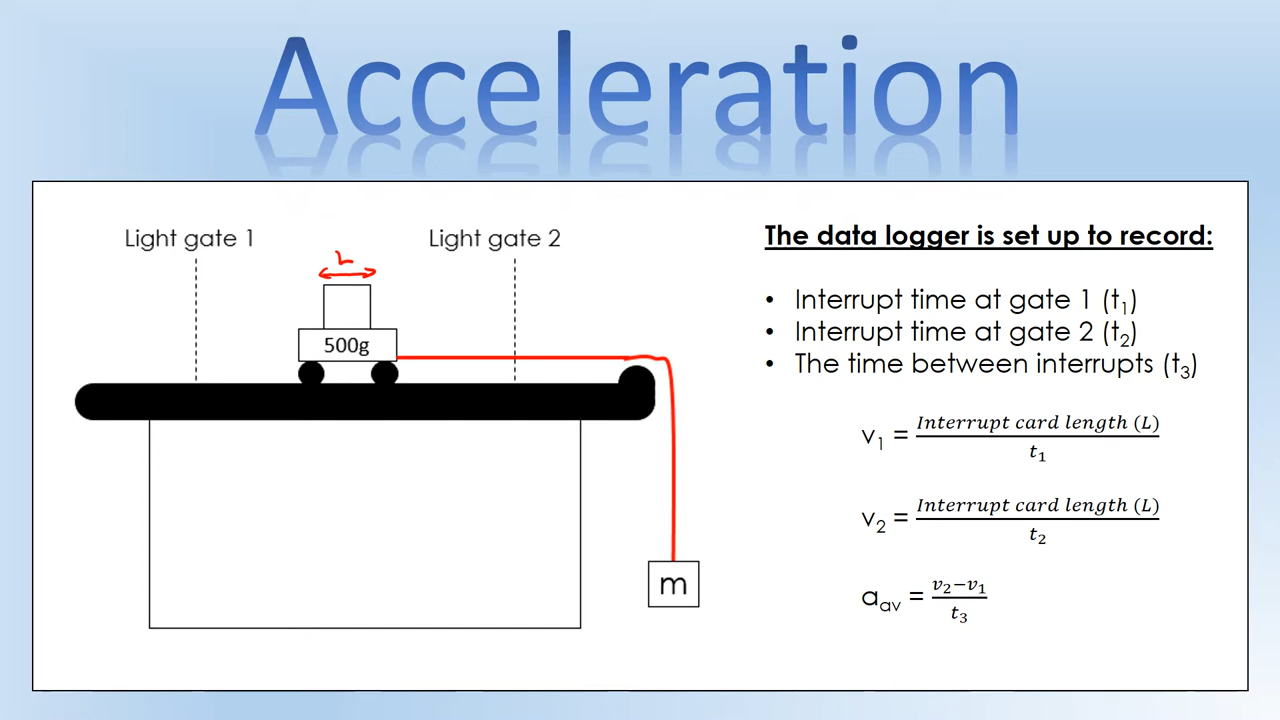 Acceleration
Light gate 1
Light gate 2
L
500g
m
The data logger is set up to record:
• Interrupt time at gate 1 (t₁)
• Interrupt time at gate 2 (t₂)
• The time between interrupts (t₃)
v₁ = Interrupt card length (L) / t₁
v₂ = Interrupt card length (L) / t₂
a_av = v₂−v₁ / t₃